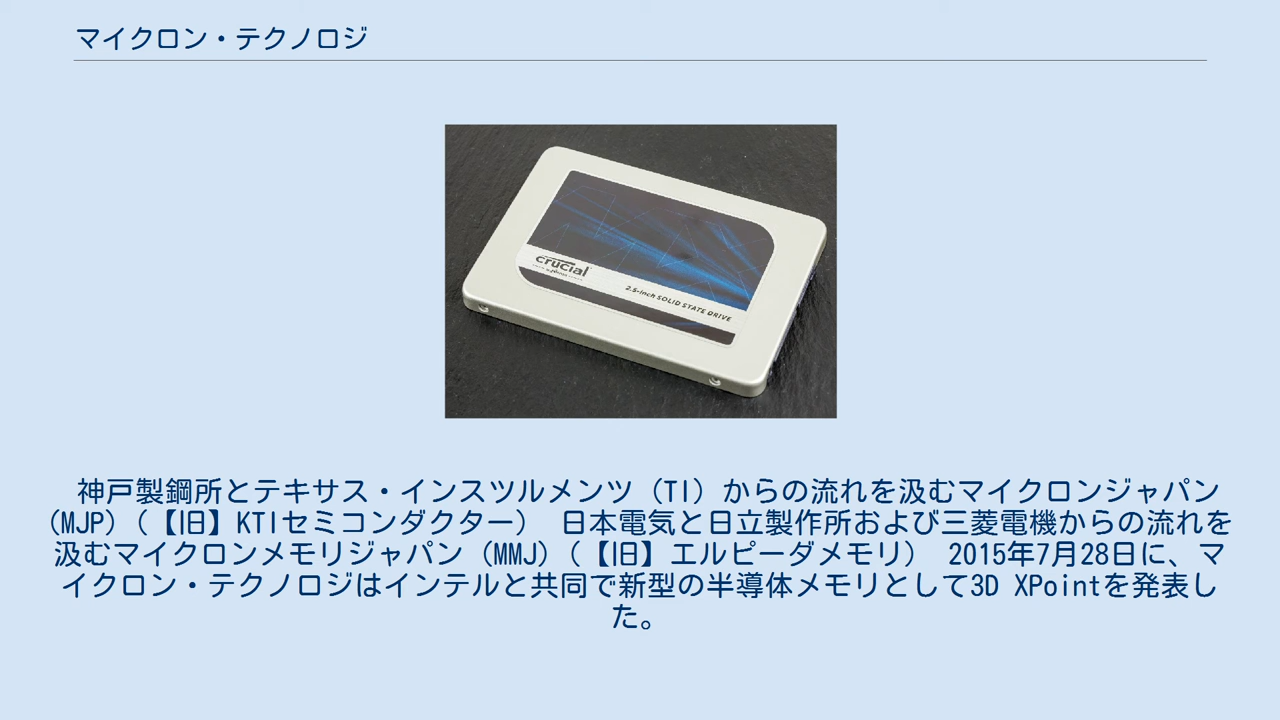 マイクロン・テクノロジ
crucial
2.5-inch SOLID STATE DRIVE
神戸製鋼所とテキサス・インスツルメンツ（TI）からの流れを汲むマイクロンジャパン
（MJP）（【旧】KTIセミコンダクター） 日本電気と日立製作所および三菱電機からの流れを
汲むマイクロンメモリジャパン（MMJ）（【旧】エルピーダメモリ） 2015年7月28日に、マ
イクロン・テクノロジはインテルと共同で新型の半導体メモリとして3D XPointを発表し
た。